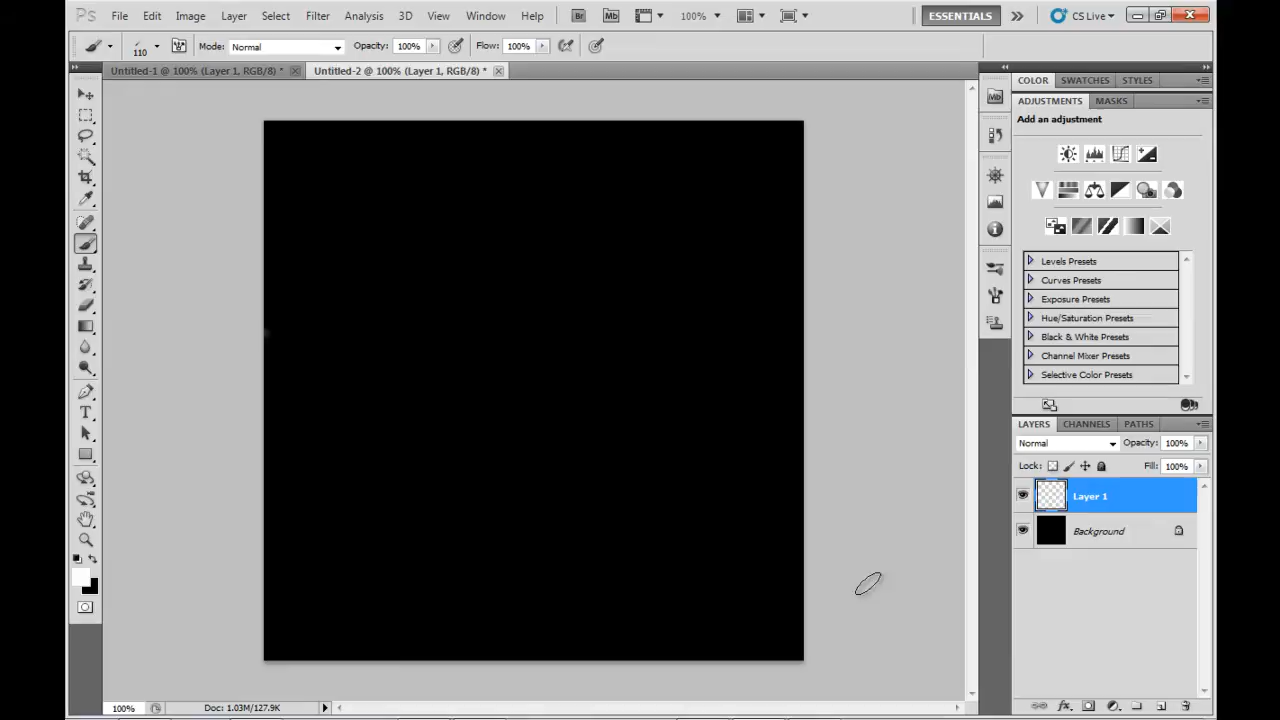 Ps File Edit Image Layer Select Filter Analysis 3D View Window Help Br Mb 100% ESSENTIALS CS Live
110 Mode: Normal Opacity: 100% Flow: 100%
Untitled-1 @ 100% (Layer 1, RGB/8) * Untitled-2 @ 100% (Layer 1, RGB/8) *
COLOR SWATCHES STYLES
Mb
ADJUSTMENTS MASKS
Add an adjustment
Levels Presets
Curves Presets
Exposure Presets
Hue/Saturation Presets
Black & White Presets
Channel Mixer Presets
Selective Color Presets
T
LAYERS CHANNELS PATHS
Normal Opacity: 100%
Lock: Fill: 100%
Layer 1
Background
100% Doc: 1.03M/127.9K
fx